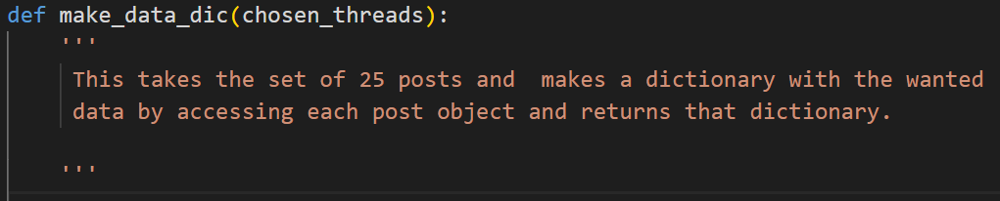 def make_data_dic(chosen_threads):
'''
This takes the set of 25 posts and  makes a dictionary with the wanted
data by accessing each post object and returns that dictionary.
'''